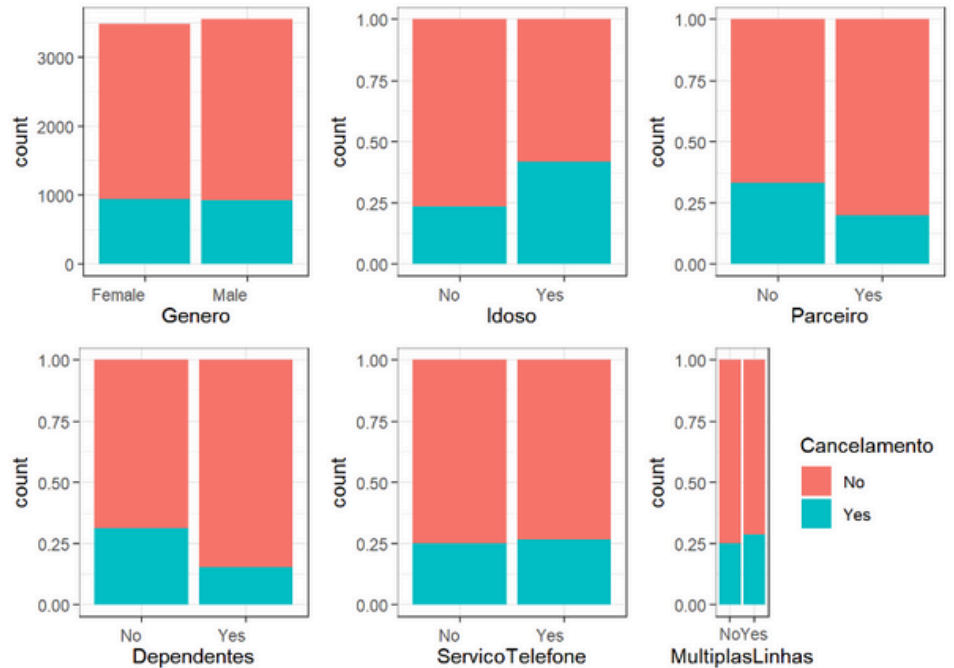 count
3000
2000
1000
0
Female Male
Genero
count
1.00
0.75
0.50
0.25
0.00
No Yes
Idoso
count
1.00
0.75
0.50
0.25
0.00
No Yes
Parceiro
count
1.00
0.75
0.50
0.25
0.00
No Yes
Dependentes
count
1.00
0.75
0.50
0.25
0.00
No Yes
ServicoTelefone
count
1.00
0.75
0.50
0.25
0.00
NoYes
MultiplasLinhas
Cancelamento
No
Yes